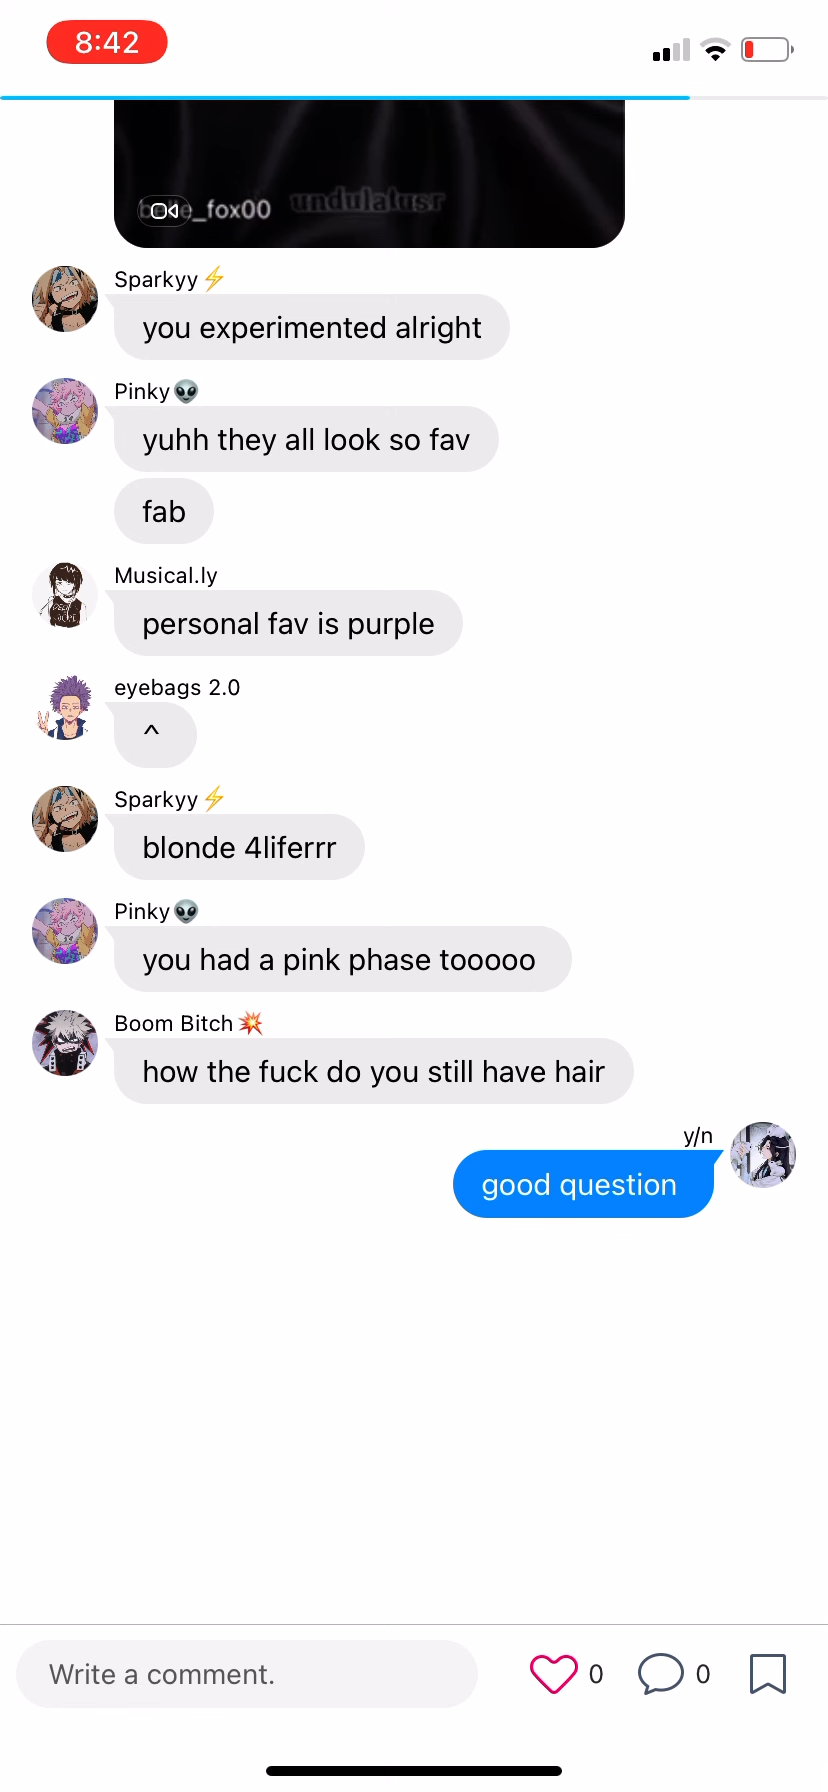 8:42
_fox00
undulatusr
Sparkyy⚡
you experimented alright
Pinky👽
yuhh they all look so fav
fab
Musical.ly
personal fav is purple
eyebags 2.0
^
Sparkyy⚡
blonde 4liferrr
Pinky👽
you had a pink phase tooooo
Boom Bitch💥
how the fuck do you still have hair
y/n
good question
Write a comment.
0
0